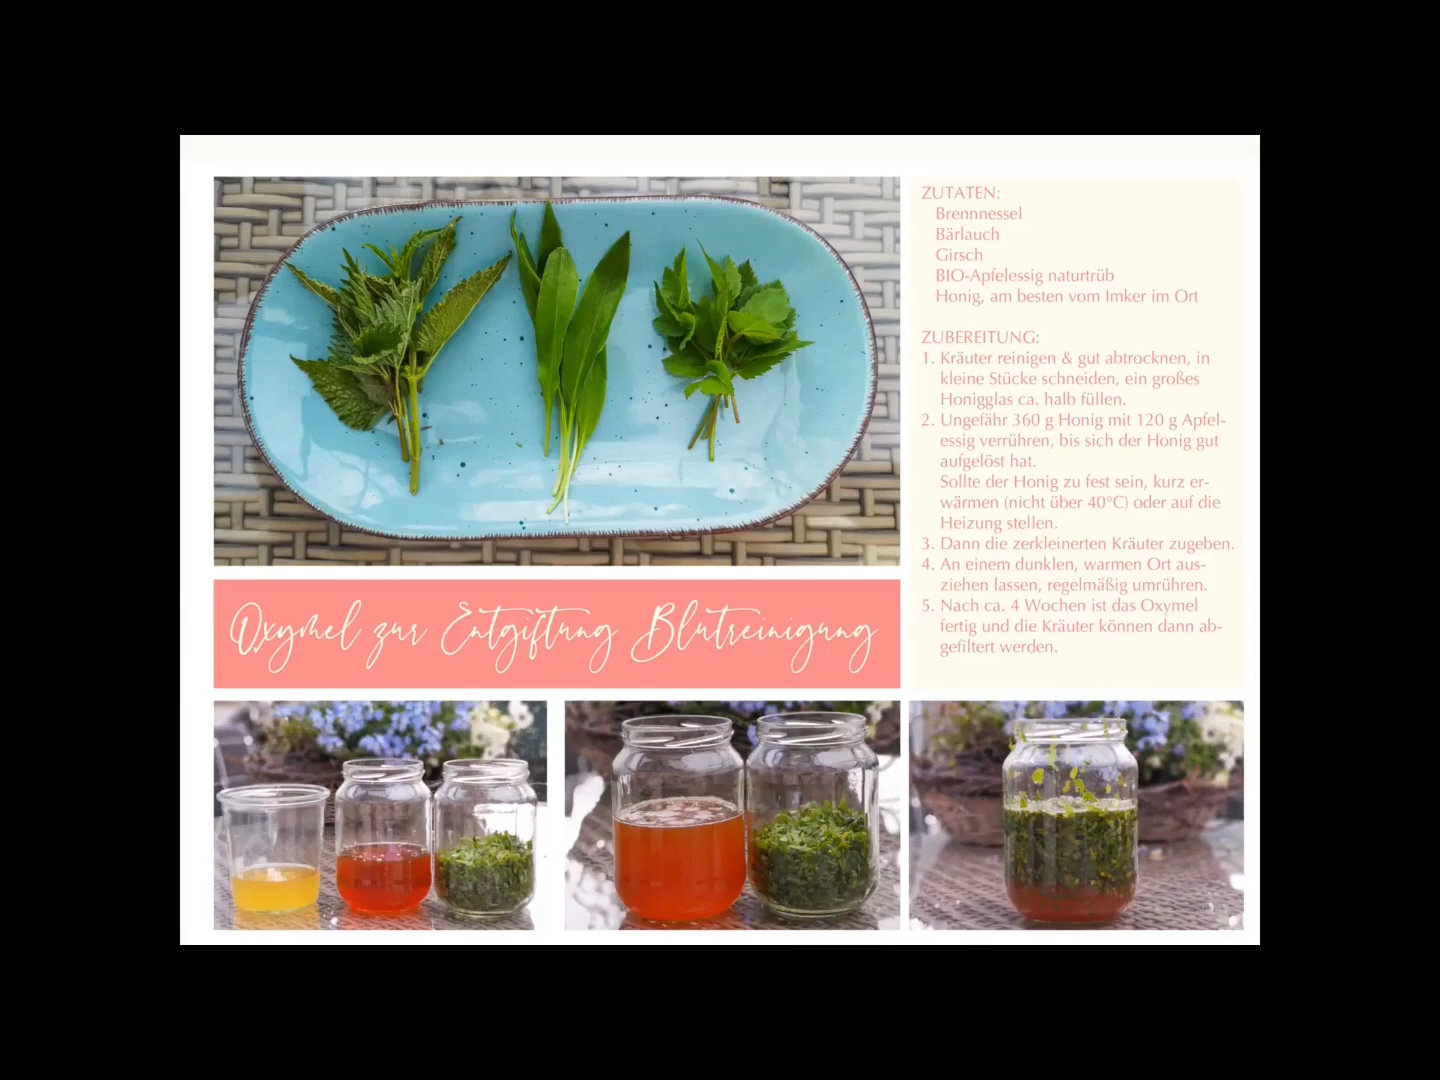 ZUTATEN:
Brennnessel
Bärlauch
Girsch
BIO-Apfelessig naturtrüb
Honig, am besten vom Imker im Ort
ZUBEREITUNG:
1. Kräuter reinigen & gut abtrocknen, in
kleine Stücke schneiden, ein großes
Honigglas ca. halb füllen.
2. Ungefähr 360 g Honig mit 120 g Apfel-
essig verrühren, bis sich der Honig gut
aufgelöst hat.
Sollte der Honig zu fest sein, kurz er-
wärmen (nicht über 40°C) oder auf die
Heizung stellen.
3. Dann die zerkleinerten Kräuter zugeben.
4. An einem dunklen, warmen Ort aus-
ziehen lassen, regelmäßig umrühren.
5. Nach ca. 4 Wochen ist das Oxymel
fertig und die Kräuter können dann ab-
gefiltert werden.
Oxymel zur Entgiftung Blutreinigung